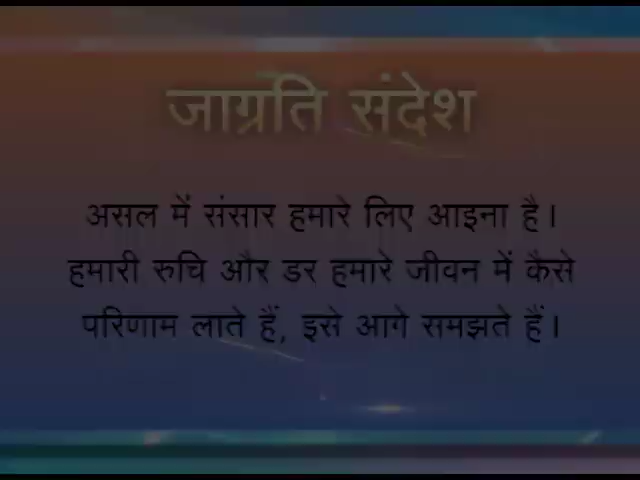 जाग्रति संदेश
असल में संसार हमारे लिए आइना है।
हमारी रुचि और डर हमारे जीवन में कैसे
परिणाम लाते हैं, इसे आगे समझते हैं।